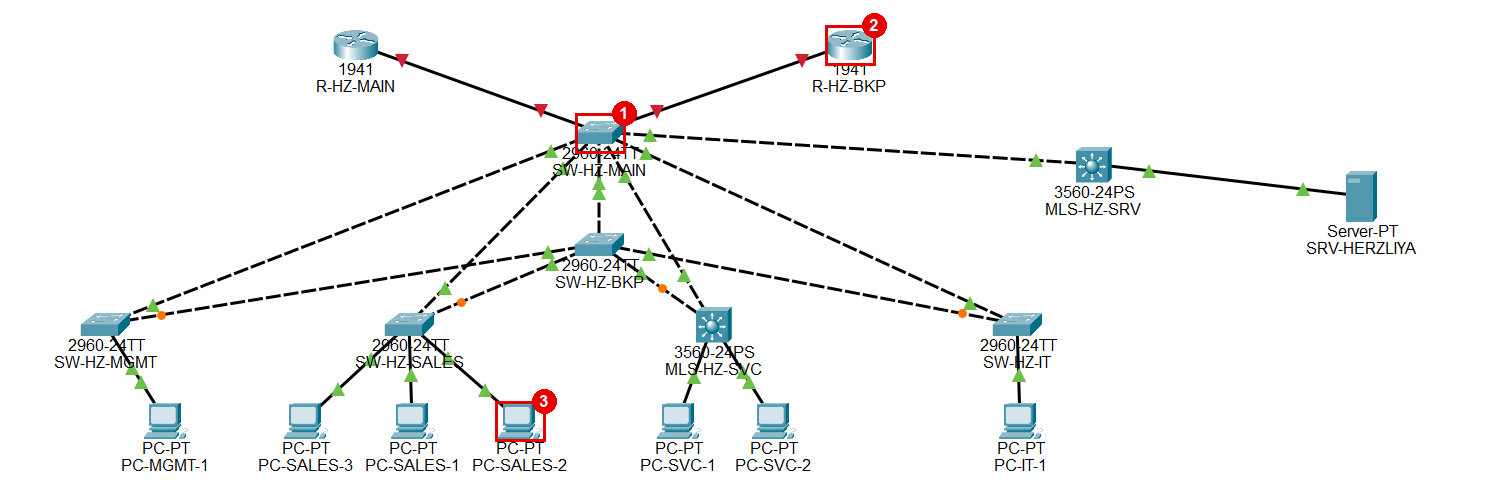 2
1941
R-HZ-MAIN
1941
R-HZ-BKP
1
2960-24TT
SW-HZ-MAIN
3560-24PS
MLS-HZ-SRV
Server-PT
SRV-HERZLIYA
2960-24TT
SW-HZ-BKP
2960-24TT
SW-HZ-MGMT
2960-24TT
SW-HZ-SALES
3560-24PS
MLS-HZ-SVC
2960-24TT
SW-HZ-IT
3
PC-PT
PC-MGMT-1
PC-PT
PC-SALES-3
PC-PT
PC-SALES-1
PC-PT
PC-SALES-2
PC-PT
PC-SVC-1
PC-PT
PC-SVC-2
PC-PT
PC-IT-1